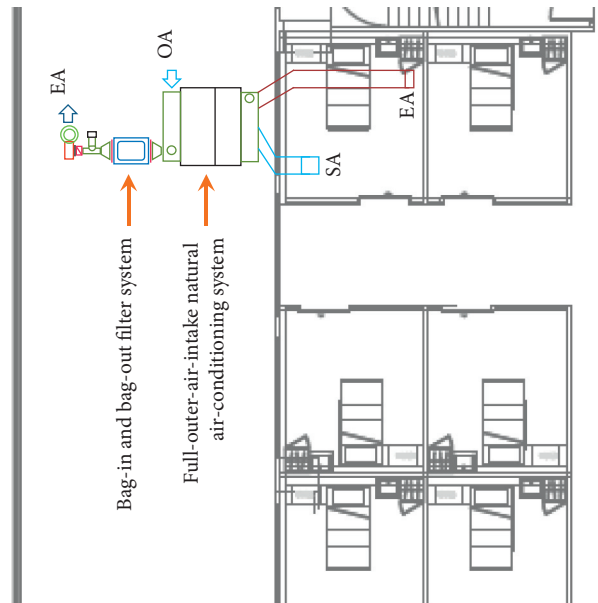 EA
OA
EA
SA
Bag-in and bag-out filter system
Full-outer-air-intake natural
air-conditioning system